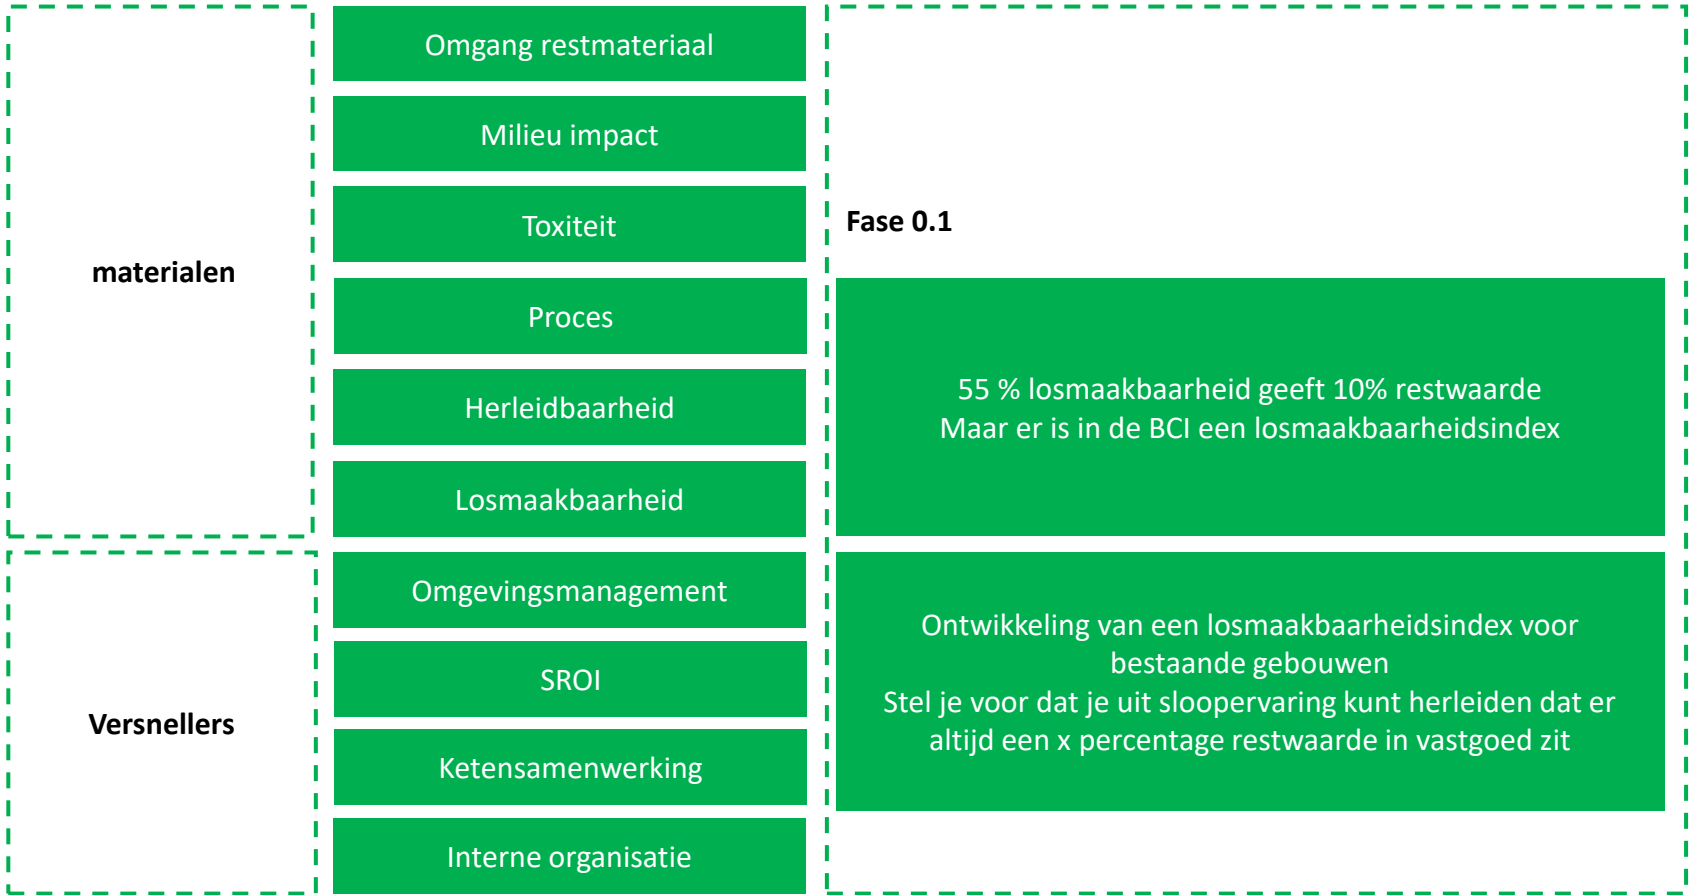 materialen
Versnellers
Omgang restmateriaal
Milieu impact
Toxiteit
Proces
Herleidbaarheid
Losmaakbaarheid
Omgevingsmanagement
SROI
Ketensamenwerking
Interne organisatie
Fase 0.1
55 % losmaakbaarheid geeft 10% restwaarde
Maar er is in de BCI een losmaakbaarheidsindex
Ontwikkeling van een losmaakbaarheidsindex voor
bestaande gebouwen
Stel je voor dat je uit sloopervaring kunt herleiden dat er
altijd een x percentage restwaarde in vastgoed zit